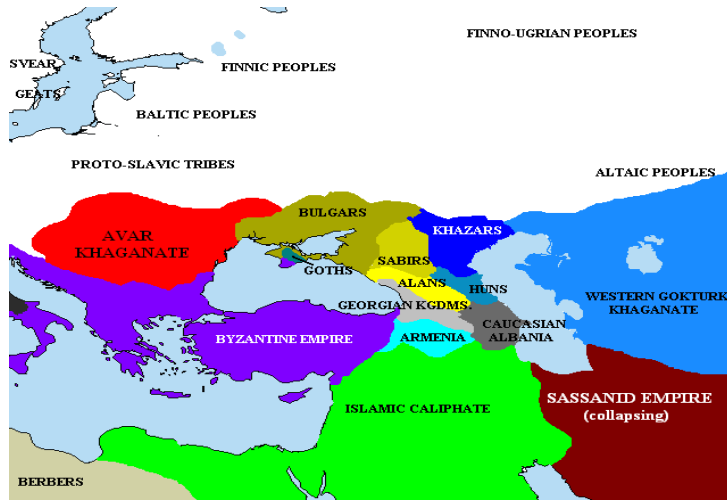 FINNO-UGRIAN PEOPLES
SVEAR
FINNIC PEOPLES
GEATS
BALTIC PEOPLES
PROTO-SLAVIC TRIBES
ALTAIC PEOPLES
BULGARS
AVAR
KHAGANATE
KHAZARS
SABIRS
GOTHS
ALANS
HUNS
WESTERN GOKTURK
KHAGANATE
GEORGIAN KGDMS.
CAUCASIAN
ALBANIA
BYZANTINE EMPIRE
ARMENIA
SASSANID EMPIRE
(collapsing)
ISLAMIC CALIPHATE
BERBERS